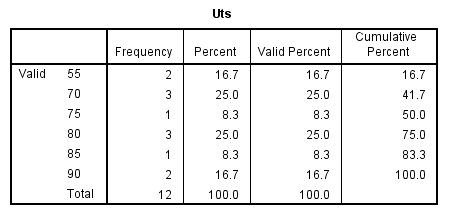 Uts
Frequency Percent Valid Percent Cumulative Percent
Valid 55 2 16.7 16.7 16.7
70 3 25.0 25.0 41.7
75 1 8.3 8.3 50.0
80 3 25.0 25.0 75.0
85 1 8.3 8.3 83.3
90 2 16.7 16.7 100.0
Total 12 100.0 100.0